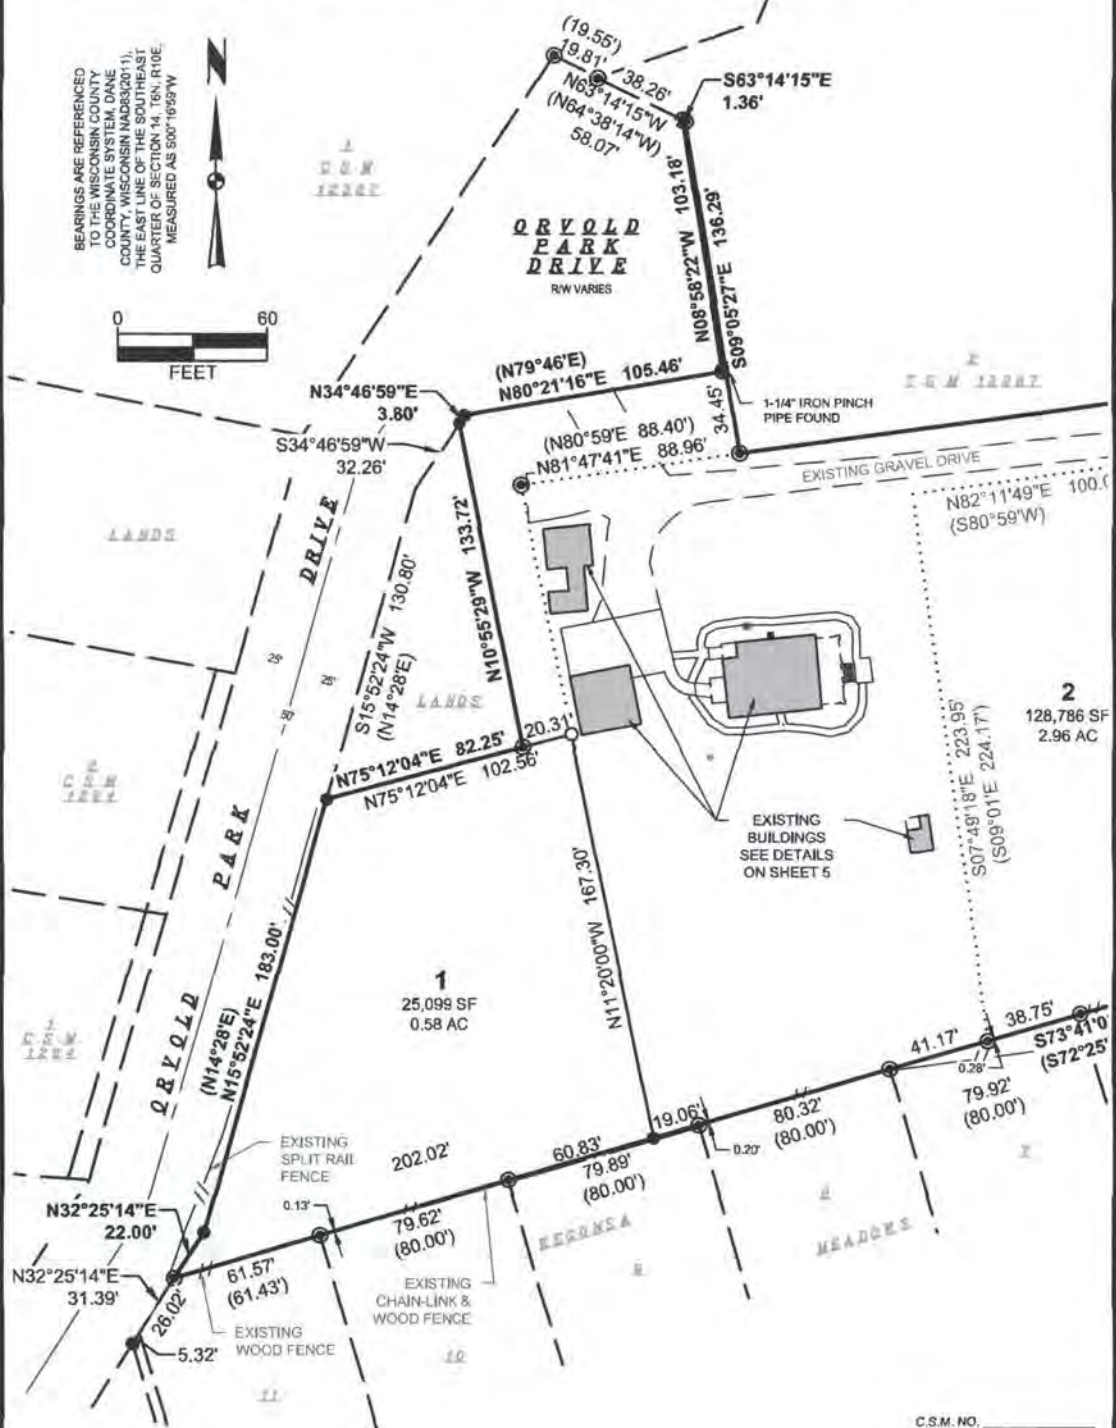 BEARINGS ARE REFERENCED
TO THE WISCONSIN COUNTY
COORDINATE SYSTEM, DANE
COUNTY, WISCONSIN NAD83(2011),
THE EAST LINE OF THE SOUTHEAST
QUARTER OF SECTION 14, T6N, R10E,
MEASURED AS S00°16'59"W
N
0 60
FEET
(19.55')
19.81'
38.26'
N63°14'15"W
(N64°38'14"W)
58.07'
S63°14'15"E
1.36'
1
C S M
12287
ORVOLD
PARK
DRIVE
R/W VARIES
N08°58'22"W 103.18'
S09°05'27"E 136.29'
(N79°46'E)
N80°21'16"E 105.46'
N34°46'59"E
3.80'
S34°46'59"W
32.26'
(N80°59'E 88.40')
N81°47'41"E 88.96'
34.45'
1-1/4" IRON PINCH
PIPE FOUND
C S M 12287
EXISTING GRAVEL DRIVE
N82°11'49"E
(S80°59'W)
LANDS
DRIVE
N10°55'29"W 133.72'
S15°52'24"W 130.80'
(N14°28'E)
25'
25'
50'
LANDS
2
128,786 SF
2.96 AC
N75°12'04"E 82.25'
20.31'
N75°12'04"E 102.56'
C S M
PARK
EXISTING
BUILDINGS
SEE DETAILS
ON SHEET 5
S07°49'18"E 223.95'
(S09°01'E 224.17')
N11°20'00"W 167.30'
(N14°28'E)
N15°52'24"E 183.00'
1
25,099 SF
0.58 AC
1
C.S.M.
ORVOLD
38.75'
41.17'
0.28'
79.92'
(80.00')
EXISTING
SPLIT RAIL
FENCE
202.02'
60.83'
79.89'
(80.00')
19.06'
0.20'
80.32'
(80.00')
N32°25'14"E
22.00'
0.13'
79.62'
(80.00')
MEADOWS
N32°25'14"E
31.39'
61.57'
(61.43')
26.02'
5.32'
EXISTING
CHAIN-LINK &
WOOD FENCE
EXISTING
WOOD FENCE
10
11
C.S.M. NO.